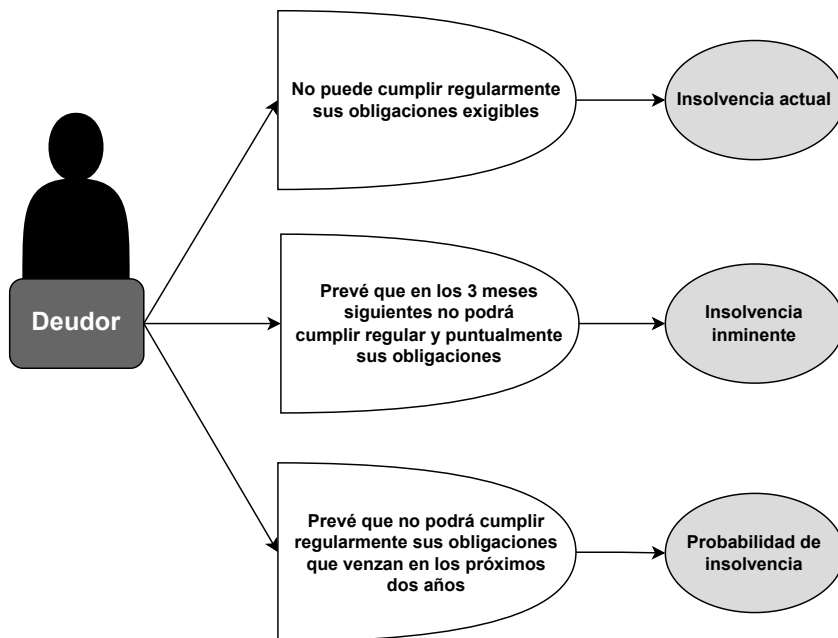 No puede cumplir regularmente
sus obligaciones exigibles
Insolvencia actual
Deudor
Prevé que en los 3 meses
siguientes no podrá
cumplir regular y puntualmente
sus obligaciones
Insolvencia
inminente
Prevé que no podrá cumplir
regularmente sus obligaciones
que venzan en los próximos
dos años
Probabilidad de
insolvencia